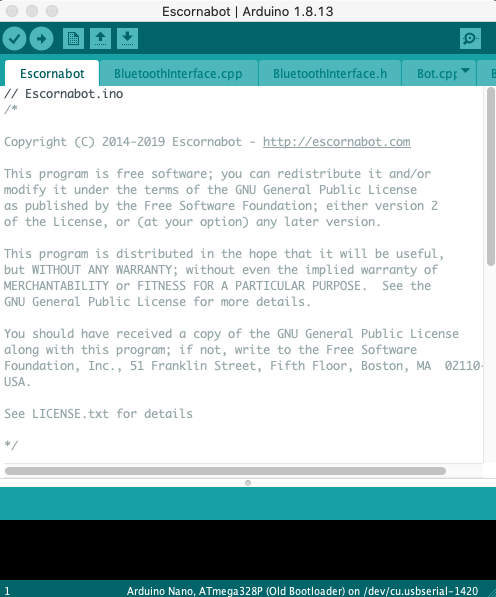 Escornabot | Arduino 1.8.13
Escornabot BluetoothInterface.cpp BluetoothInterface.h Bot.cpp
// Escornabot.ino
/*
Copyright (C) 2014-2019 Escornabot - http://escornabot.com
This program is free software; you can redistribute it and/or
modify it under the terms of the GNU General Public License
as published by the Free Software Foundation; either version 2
of the License, or (at your option) any later version.
This program is distributed in the hope that it will be useful,
but WITHOUT ANY WARRANTY; without even the implied warranty of
MERCHANTABILITY or FITNESS FOR A PARTICULAR PURPOSE.  See the
GNU General Public License for more details.
You should have received a copy of the GNU General Public License
along with this program; if not, write to the Free Software
Foundation, Inc., 51 Franklin Street, Fifth Floor, Boston, MA  02110-
USA.
See LICENSE.txt for details
*/
1 Arduino Nano, ATmega328P (Old Bootloader) on /dev/cu.usbserial-1420